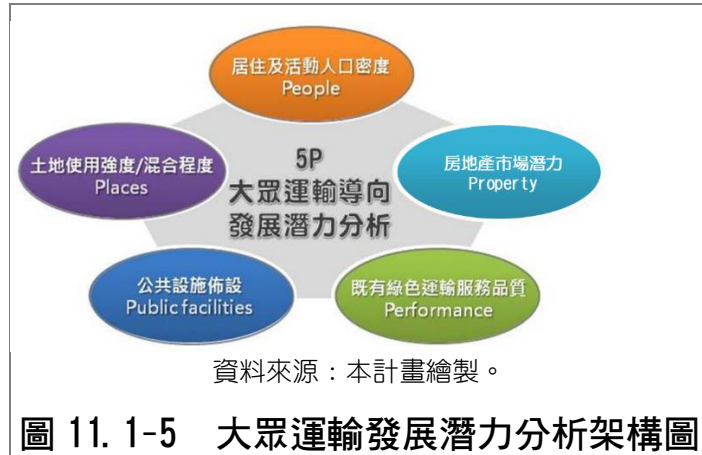 居住及活動人口密度
People
土地使用強度/混合程度
Places
5P
大眾運輸導向
發展潛力分析
房地產市場潛力
Property
公共設施佈設
Public facilities
既有綠色運輸服務品質
Performance
資料來源：本計畫繪製。
圖 11.1-5 大眾運輸發展潛力分析架構圖